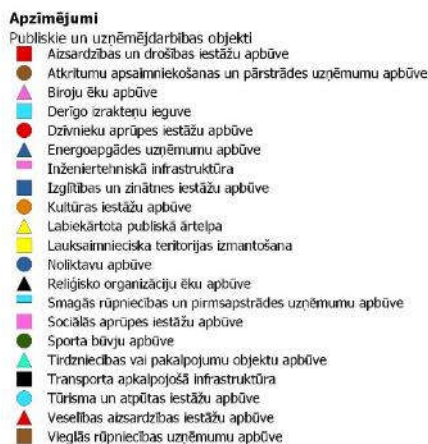 Apzīmējumi
Publiskie un uzņēmējdarbības objekti
Aizsardzības un drošības iestāžu apbūve
Atkritumu apsaimniekošanas un pārstrādes uzņēmumu apbūve
Biroju ēku apbūve
Derīgo izrakteņu ieguve
Dzīvnieku aprūpes iestāžu apbūve
Energoapgādes uzņēmumu apbūve
Inženiertehniskā infrastruktūra
Izglītības un zinātnes iestāžu apbūve
Kultūras iestāžu apbūve
Labiekārtota publiskā ārtelpa
Lauksaimnieciska teritorijas izmantošana
Noliktavu apbūve
Reliģisko organizāciju ēku apbūve
Smagās rūpniecības un pirmapstrādes uzņēmumu apbūve
Sociālās aprūpes iestāžu apbūve
Sporta būvju apbūve
Tirdzniecības vai pakalpojumu objektu apbūve
Transporta apkalpojošā infrastruktūra
Tūrisma un atpūtas iestāžu apbūve
Veselības aizsardzības iestāžu apbūve
Vieglās rūpniecības uzņēmumu apbūve